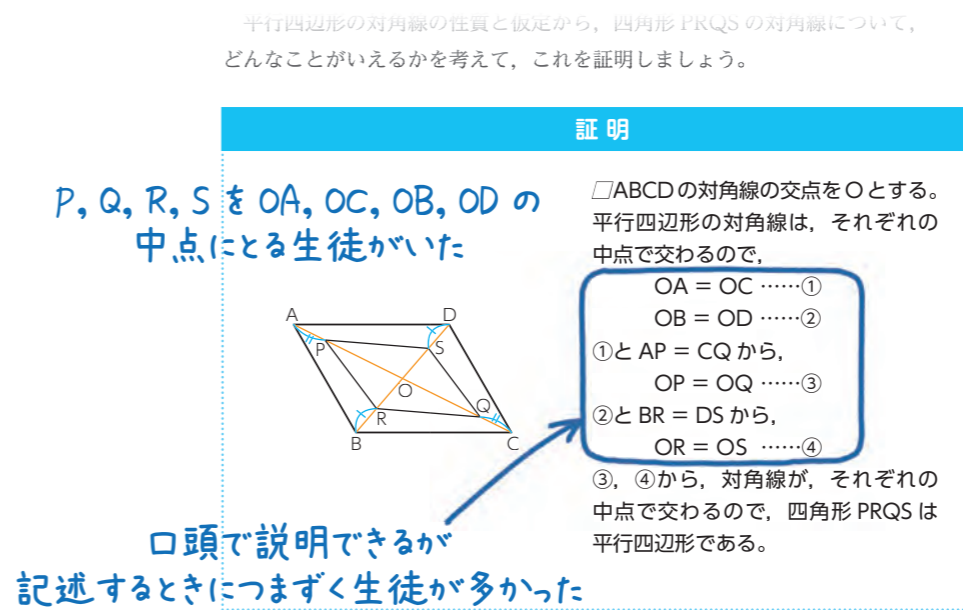 平行四辺形の対角線の性質と仮定から，四角形 PRQS の対角線について，
どんなことがいえるかを考えて，これを証明しましょう。
証明
P, Q, R, S を OA, OC, OB, OD の
中点にとる生徒がいた
▱ABCD の対角線の交点を O とする。
平行四辺形の対角線は，それぞれの
中点で交わるので，
OA = OC ……①
OB = OD ……②
①と AP = CQ から，
OP = OQ ……③
②と BR = DS から，
OR = OS ……④
③，④から，対角線が，それぞれの
中点で交わるので，四角形 PRQS は
平行四辺形である。
A
D
P
S
O
R
Q
B
C
口頭で説明できるが
記述するときにつまずく生徒が多かった